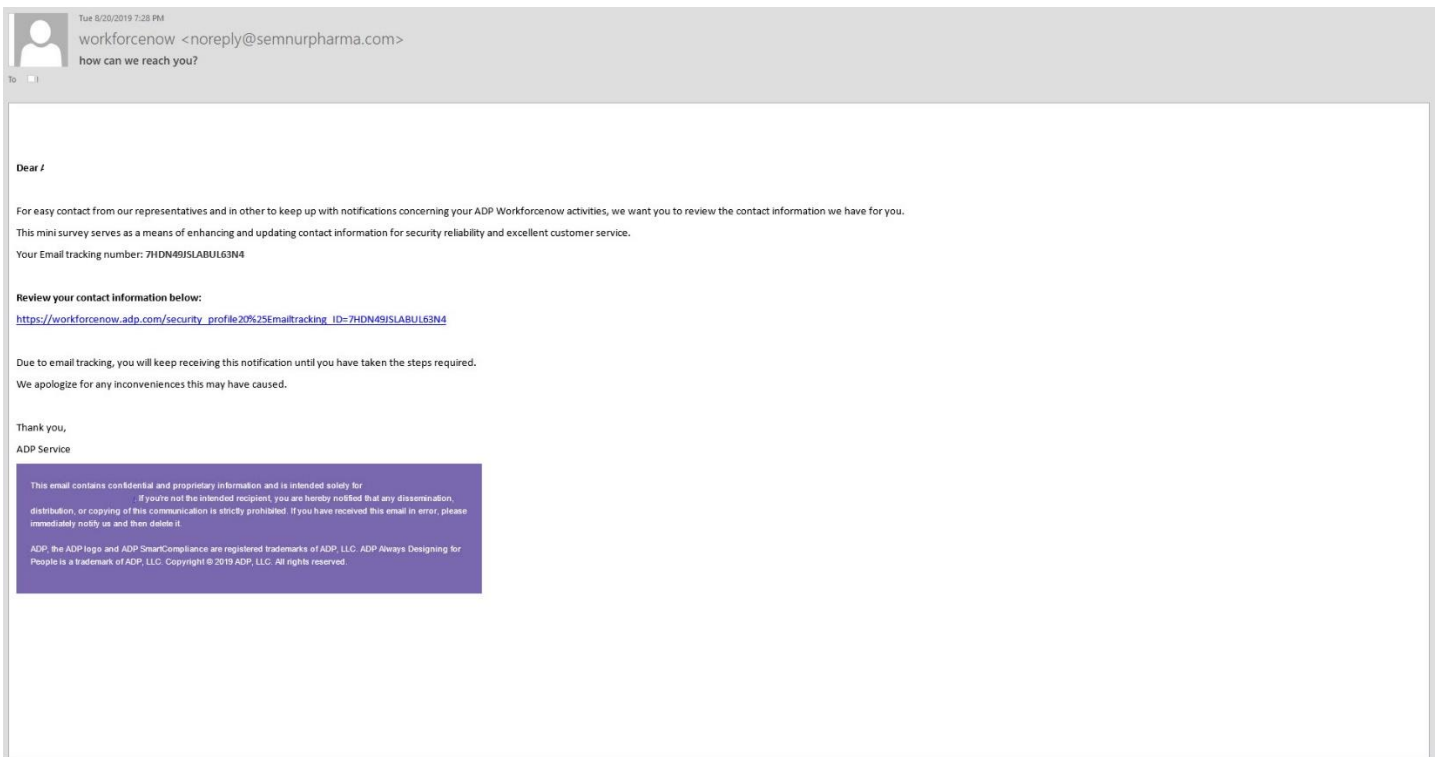 Tue 8/20/2019 7:28 PM
workforcenow <noreply@semnurpharma.com>
how can we reach you?
To
Dear
For easy contact from our representatives and in other to keep up with notifications concerning your ADP Workforcenow activities, we want you to review the contact information we have for you.
This mini survey serves as a means of enhancing and updating contact information for security reliability and excellent customer service.
Your Email tracking number: 7HDN49JSLABUL63N4
Review your contact information below:
https://workforcenow.adp.com/security_profile20%25Emailtracking_ID=7HDN49JSLABUL63N4
Due to email tracking, you will keep receiving this notification until you have taken the steps required.
We apologize for any inconveniences this may have caused.
Thank you,
ADP Service
This email contains confidential and proprietary information and is intended solely for
. If you're not the intended recipient, you are hereby notified that any dissemination,
distribution, or copying of this communication is strictly prohibited. If you have received this email in error, please
immediately notify us and then delete it.
ADP, the ADP logo and ADP SmartCompliance are registered trademarks of ADP, LLC. ADP Always Designing for
People is a trademark of ADP, LLC. Copyright © 2019 ADP, LLC. All rights reserved.